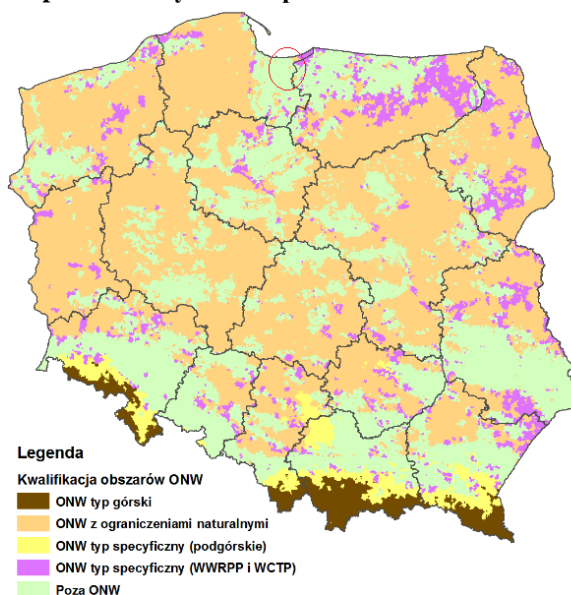 Legenda
Kwalifikacja obszarów ONW
ONW typ górski
ONW z ograniczeniami naturalnymi
ONW typ specyficzny (podgórskie)
ONW typ specyficzny (WWRPP i WCTP)
Poza ONW